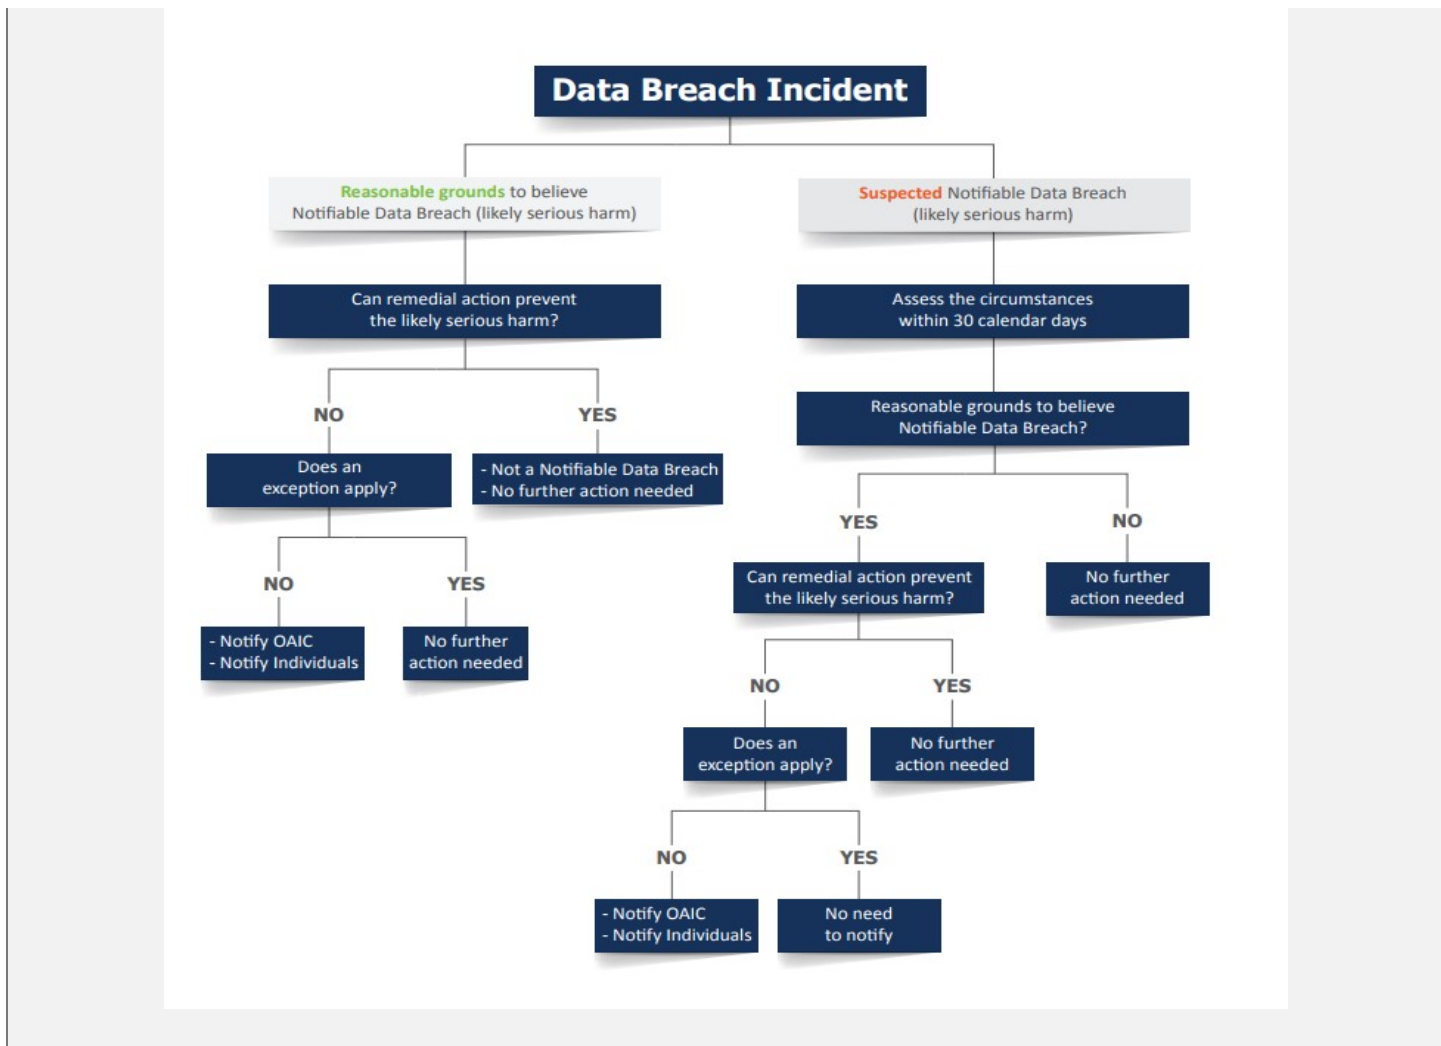 Data Breach Incident
Reasonable grounds to believe
Notifiable Data Breach (likely serious harm)
Suspected Notifiable Data Breach
(likely serious harm)
Can remedial action prevent
the likely serious harm?
Assess the circumstances
within 30 calendar days
NO
YES
Reasonable grounds to believe
Notifiable Data Breach?
Does an
exception apply?
- Not a Notifiable Data Breach
- No further action needed
YES
NO
NO
YES
Can remedial action prevent
the likely serious harm?
No further
action needed
- Notify OAIC
- Notify Individuals
No further
action needed
NO
YES
Does an
exception apply?
No further
action needed
NO
YES
- Notify OAIC
- Notify Individuals
No need
to notify